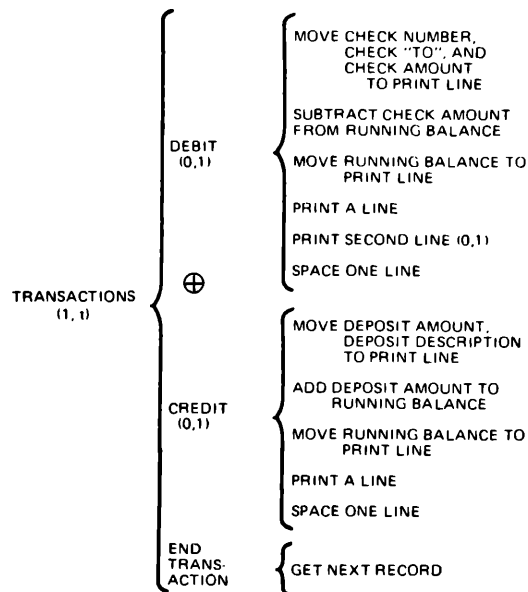 TRANSACTIONS
(1, t)
DEBIT
(0,1)
MOVE CHECK NUMBER,
CHECK "TO", AND
CHECK AMOUNT
TO PRINT LINE
SUBTRACT CHECK AMOUNT
FROM RUNNING BALANCE
MOVE RUNNING BALANCE TO
PRINT LINE
PRINT A LINE
PRINT SECOND LINE (0,1)
SPACE ONE LINE
⊕
CREDIT
(0,1)
MOVE DEPOSIT AMOUNT,
DEPOSIT DESCRIPTION
TO PRINT LINE
ADD DEPOSIT AMOUNT TO
RUNNING BALANCE
MOVE RUNNING BALANCE TO
PRINT LINE
PRINT A LINE
SPACE ONE LINE
END
TRANS-
ACTION
GET NEXT RECORD